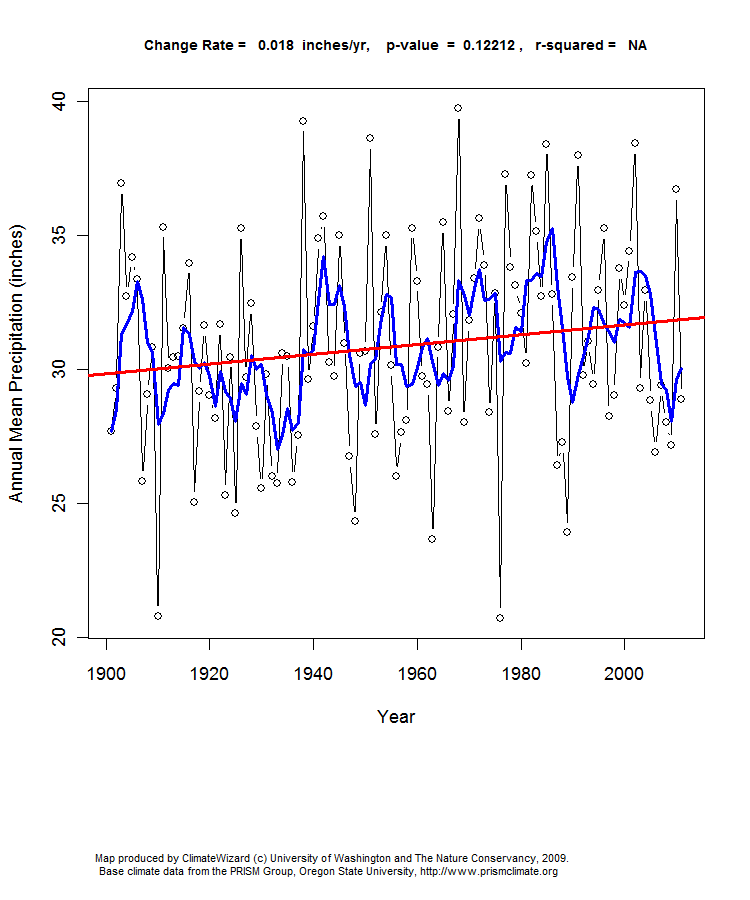 Change Rate = 0.018 inches/yr, p-value = 0.12212 , r-squared = NA
40
35
30
25
20
Annual Mean Precipitation (inches)
1900 1920 1940 1960 1980 2000
Year
Map produced by ClimateWizard (c) University of Washington and The Nature Conservancy, 2009.
Base climate data from the PRISM Group, Oregon State University, http://www.prismclimate.org